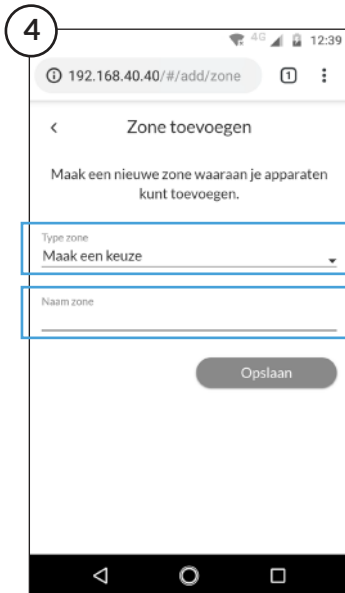 4
4G 12:39
192.168.40.40/#/add/zone 1
Zone toevoegen
Maak een nieuwe zone waaraan je apparaten
kunt toevoegen.
Type zone
Maak een keuze
Naam zone
Opslaan